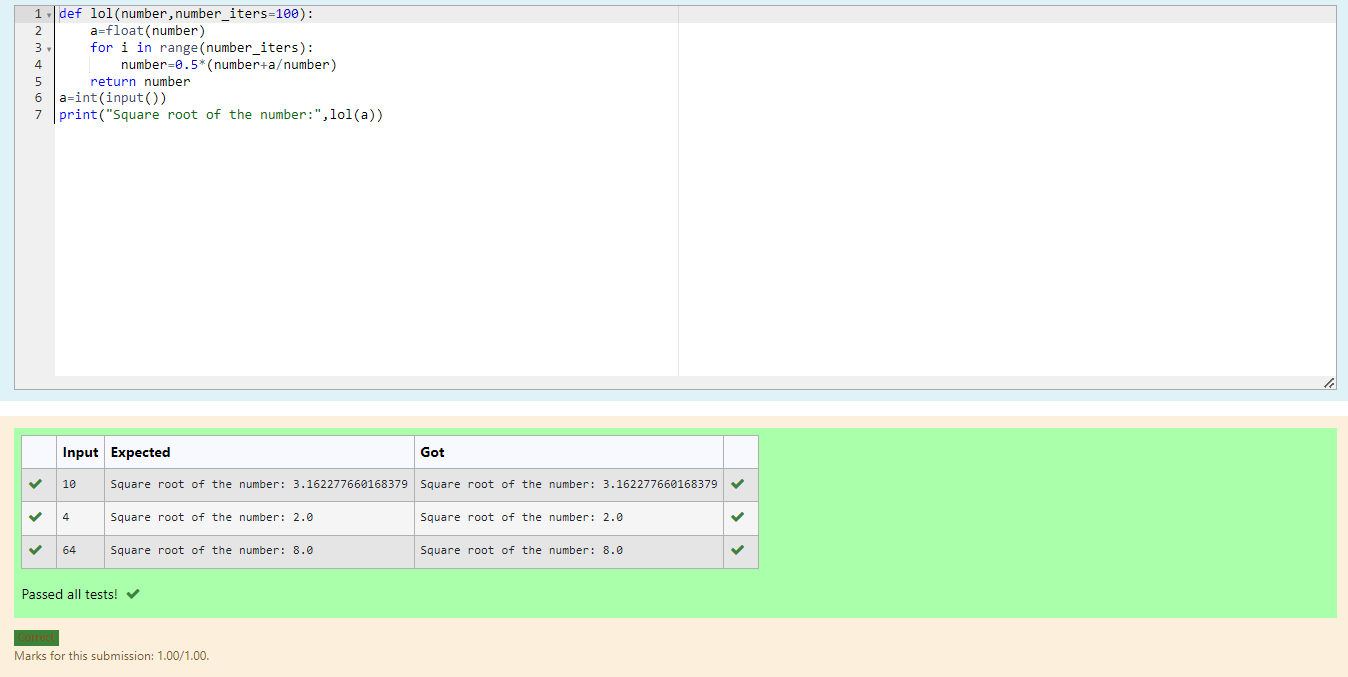 1 def lol(number,number_iters=100):
2     a=float(number)
3     for i in range(number_iters):
4         number=0.5*(number+a/number)
5     return number
6 a=int(input())
7 print("Square root of the number:",lol(a))
Input Expected Got
10 Square root of the number: 3.162277660168379 Square root of the number: 3.162277660168379
4 Square root of the number: 2.0 Square root of the number: 2.0
64 Square root of the number: 8.0 Square root of the number: 8.0
Passed all tests!
Correct
Marks for this submission: 1.00/1.00.